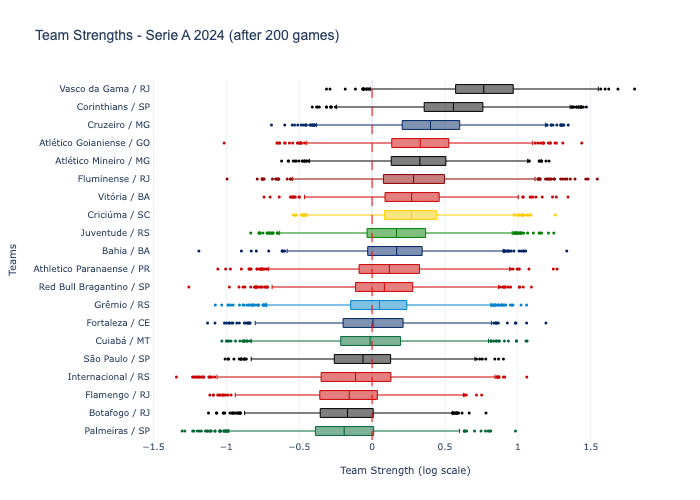 Team Strengths - Serie A 2024 (after 200 games)
Vasco da Gama / RJ
Corinthians / SP
Cruzeiro / MG
Atlético Goianiense / GO
Atlético Mineiro / MG
Fluminense / RJ
Vitória / BA
Criciúma / SC
Juventude / RS
Bahia / BA
Athletico Paranaense / PR
Red Bull Bragantino / SP
Grêmio / RS
Fortaleza / CE
Cuiabá / MT
São Paulo / SP
Internacional / RS
Flamengo / RJ
Botafogo / RJ
Palmeiras / SP
Teams
−1.5 −1 −0.5 0 0.5 1 1.5
Team Strength (log scale)